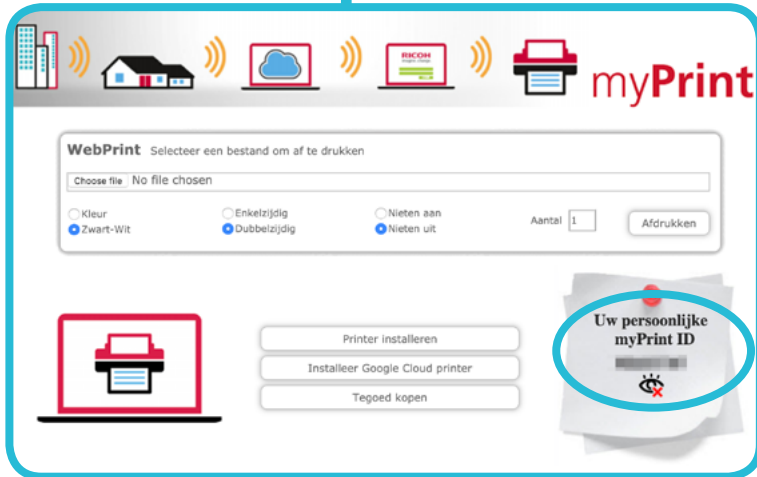 RICOH
myPrint
WebPrint Selecteer een bestand om af te drukken
Choose file No file chosen
Kleur Enkelzijdig Nieten aan
Zwart-Wit Dubbelzijdig Nieten uit Aantal 1 Afdrukken
Printer installeren
Installeer Google Cloud printer
Tegoed kopen
Uw persoonlijke
myPrint ID